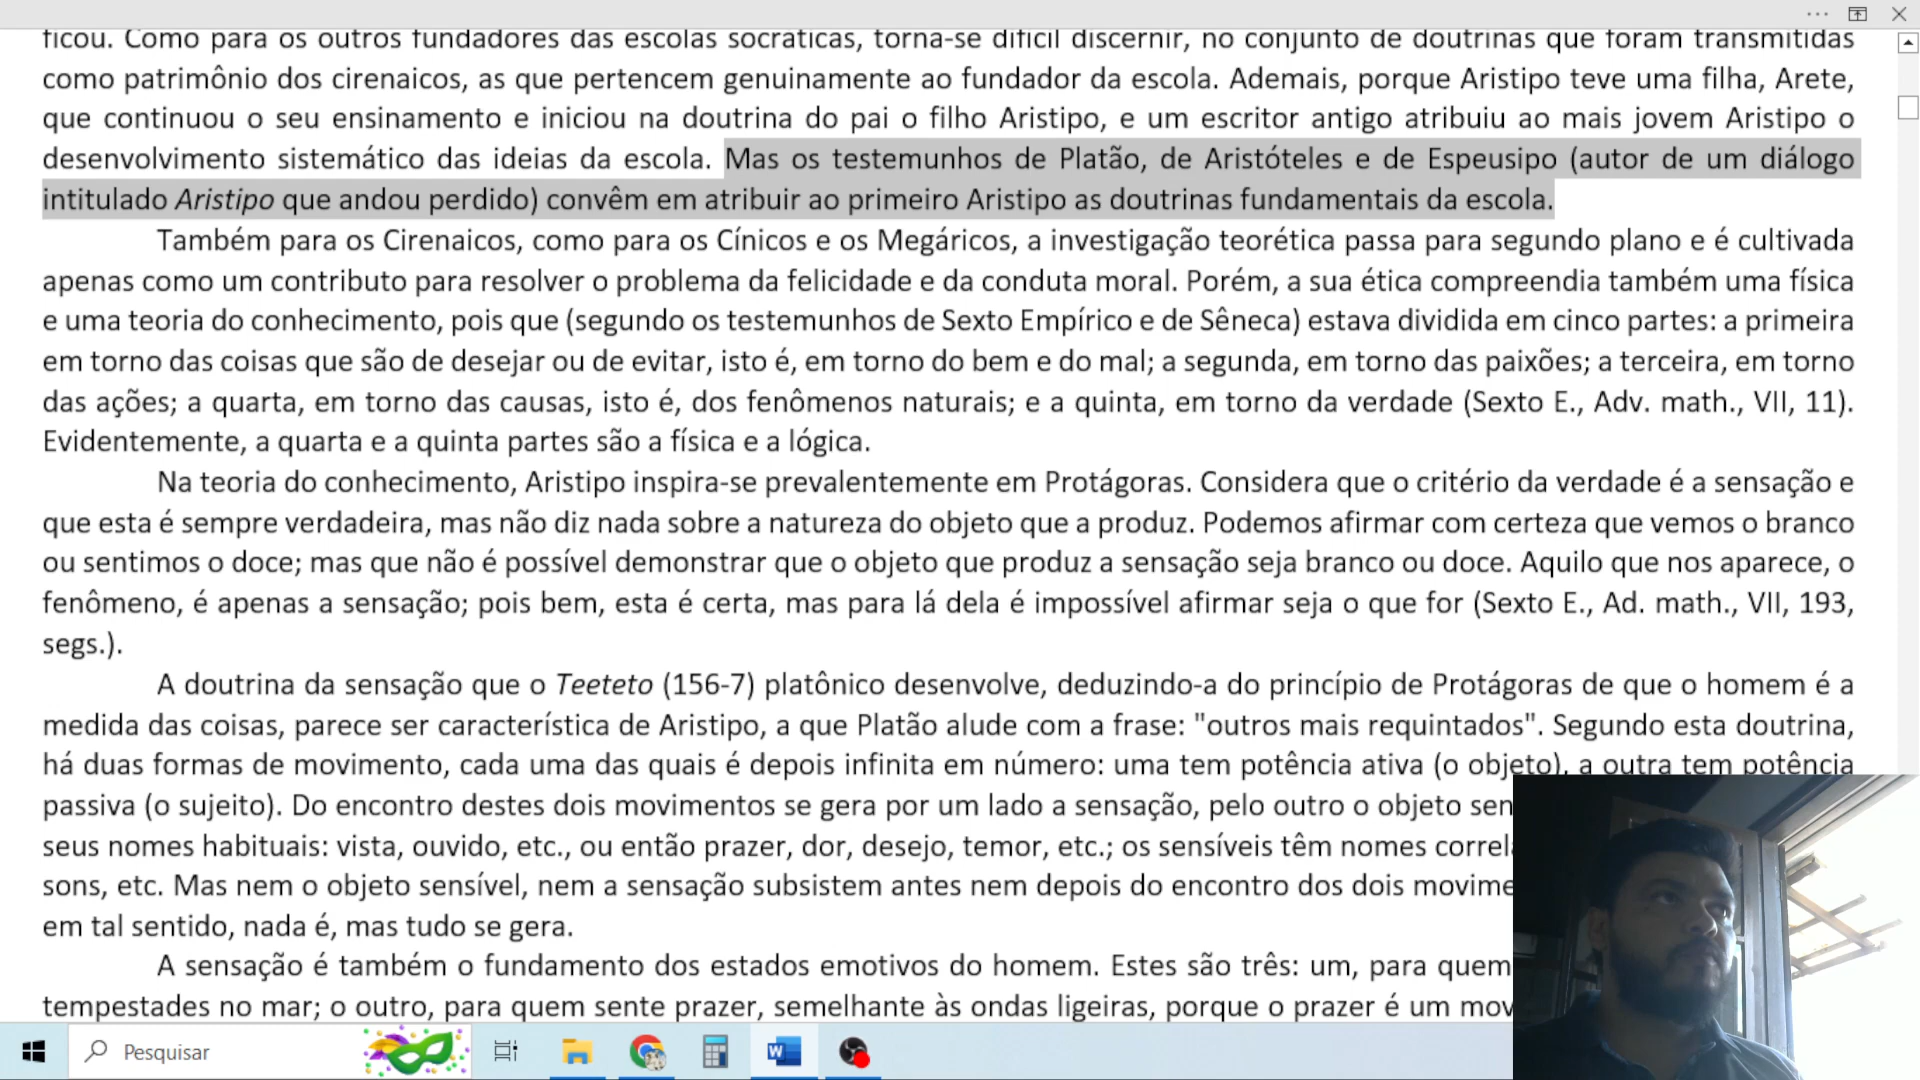 ficou. Como para os outros fundadores das escolas socráticas, torna-se difícil discernir, no conjunto de doutrinas que foram transmitidas
como patrimônio dos cirenaicos, as que pertencem genuinamente ao fundador da escola. Ademais, porque Aristipo teve uma filha, Arete,
que continuou o seu ensinamento e iniciou na doutrina do pai o filho Aristipo, e um escritor antigo atribuiu ao mais jovem Aristipo o
desenvolvimento sistemático das ideias da escola. Mas os testemunhos de Platão, de Aristóteles e de Espeusipo (autor de um diálogo
intitulado Aristipo que andou perdido) convêm em atribuir ao primeiro Aristipo as doutrinas fundamentais da escola.
Também para os Cirenaicos, como para os Cínicos e os Megáricos, a investigação teorética passa para segundo plano e é cultivada
apenas como um contributo para resolver o problema da felicidade e da conduta moral. Porém, a sua ética compreendia também uma física
e uma teoria do conhecimento, pois que (segundo os testemunhos de Sexto Empírico e de Sêneca) estava dividida em cinco partes: a primeira
em torno das coisas que são de desejar ou de evitar, isto é, em torno do bem e do mal; a segunda, em torno das paixões; a terceira, em torno
das ações; a quarta, em torno das causas, isto é, dos fenômenos naturais; e a quinta, em torno da verdade (Sexto E., Adv. math., VII, 11).
Evidentemente, a quarta e a quinta partes são a física e a lógica.
Na teoria do conhecimento, Aristipo inspira-se prevalentemente em Protágoras. Considera que o critério da verdade é a sensação e
que esta é sempre verdadeira, mas não diz nada sobre a natureza do objeto que a produz. Podemos afirmar com certeza que vemos o branco
ou sentimos o doce; mas que não é possível demonstrar que o objeto que produz a sensação seja branco ou doce. Aquilo que nos aparece, o
fenômeno, é apenas a sensação; pois bem, esta é certa, mas para lá dela é impossível afirmar seja o que for (Sexto E., Ad. math., VII, 193,
segs.).
A doutrina da sensação que o Teeteto (156-7) platônico desenvolve, deduzindo-a do princípio de Protágoras de que o homem é a
medida das coisas, parece ser característica de Aristipo, a que Platão alude com a frase: "outros mais requintados". Segundo esta doutrina,
há duas formas de movimento, cada uma das quais é depois infinita em número: uma tem potência ativa (o objeto), a outra tem potência
passiva (o sujeito). Do encontro destes dois movimentos se gera por um lado a sensação, pelo outro o objeto sen
seus nomes habituais: vista, ouvido, etc., ou então prazer, dor, desejo, temor, etc.; os sensíveis têm nomes correl
sons, etc. Mas nem o objeto sensível, nem a sensação subsistem antes nem depois do encontro dos dois movime
em tal sentido, nada é, mas tudo se gera.
A sensação é também o fundamento dos estados emotivos do homem. Estes são três: um, para quem
tempestades no mar; o outro, para quem sente prazer, semelhante às ondas ligeiras, porque o prazer é um mov
Pesquisar